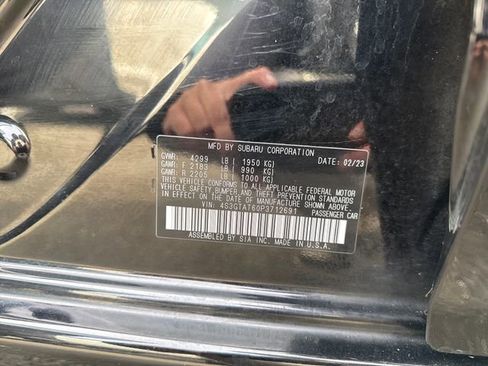 MFD BY SUBARU CORPORATION
GVWR: 4299 LB ( 1950 KG) DATE: 02/23
GAWR: F 2183 LB ( 990 KG)
GAWR: R 2205 LB ( 1000 KG)
THIS VEHICLE CONFORMS TO ALL APPLICABLE FEDERAL MOTOR
VEHICLE SAFETY, BUMPER, AND THEFT PREVENTION STANDARDS
IN EFFECT ON THE DATE OF MANUFACTURE SHOWN ABOVE.
VIN: 4S3GTAT60P3712691 PASSENGER CAR
ASSEMBLED BY SIA INC. MADE IN U.S.A.